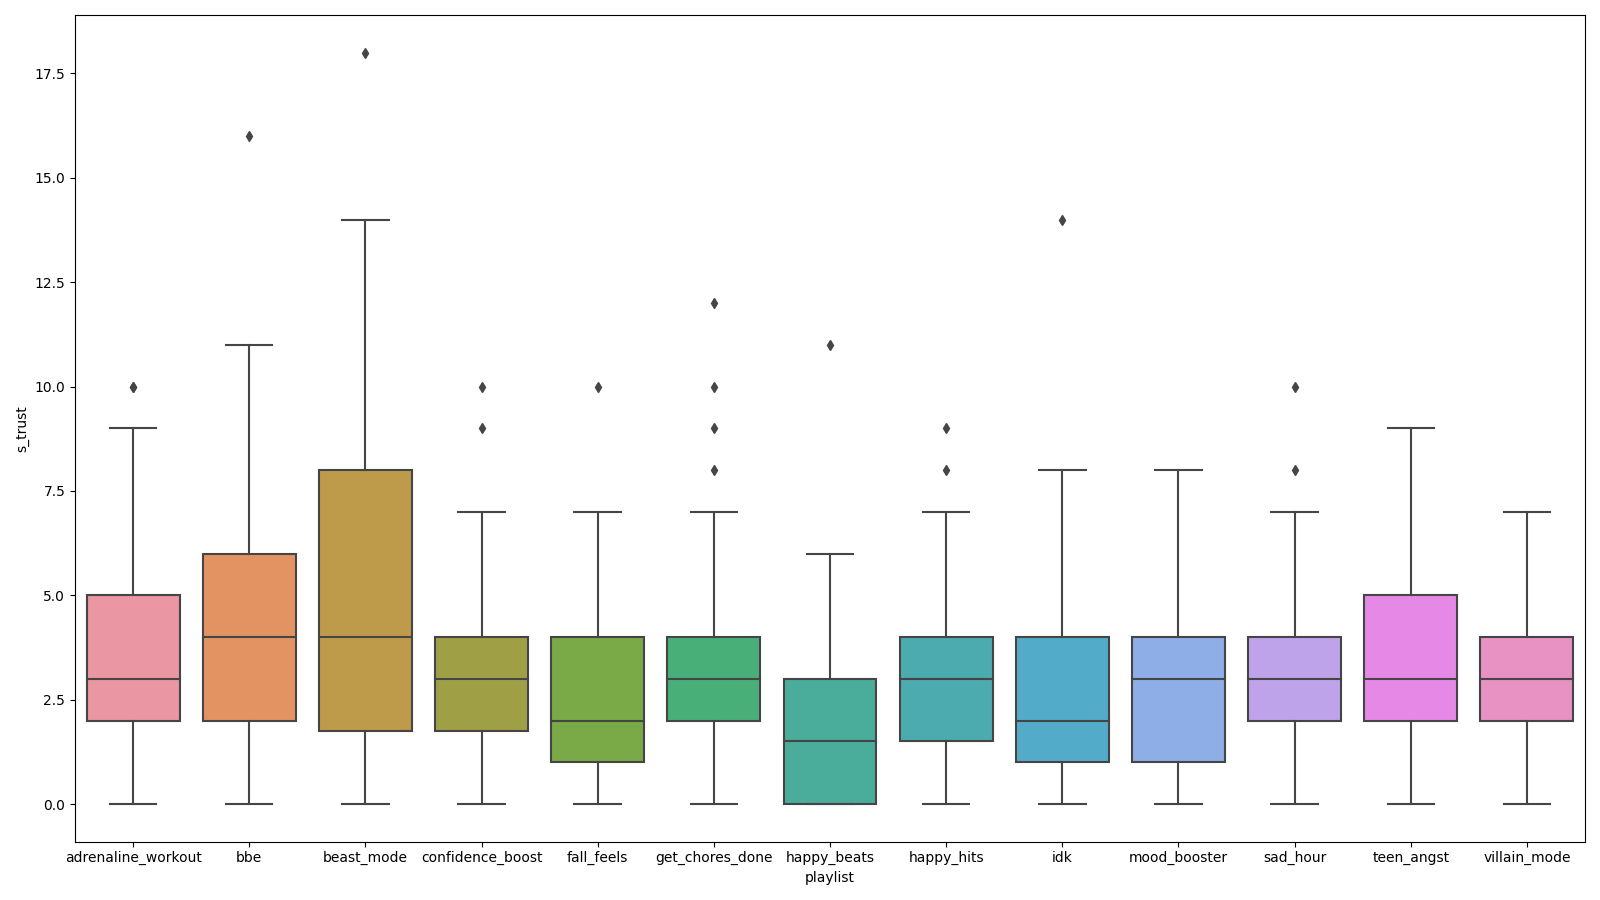 17.5
15.0
12.5
10.0
7.5
5.0
2.5
0.0
s_trust
adrenaline_workout bbe beast_mode confidence_boost fall_feels get_chores_done happy_beats happy_hits idk mood_booster sad_hour teen_angst villain_mode
playlist